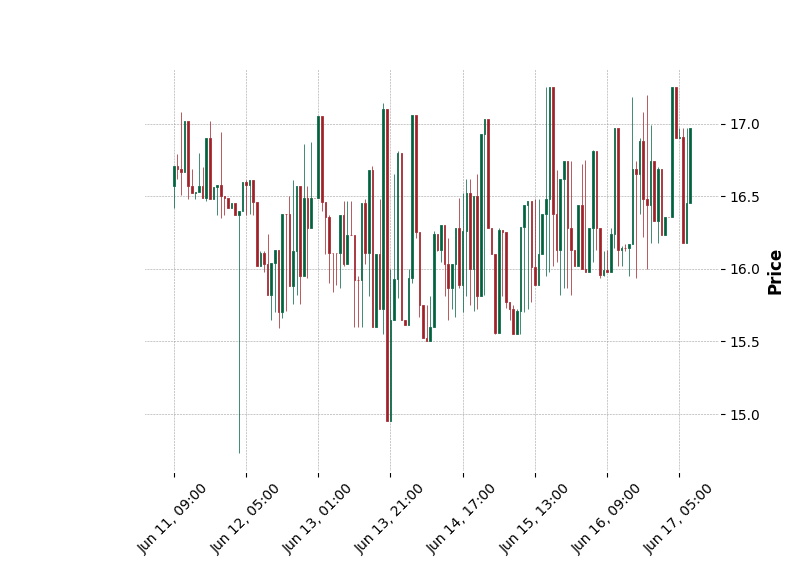 17.0
16.5
16.0
15.5
15.0
Price
Jun 11, 09:00
Jun 12, 05:00
Jun 13, 01:00
Jun 13, 21:00
Jun 14, 17:00
Jun 15, 13:00
Jun 16, 09:00
Jun 17, 05:00